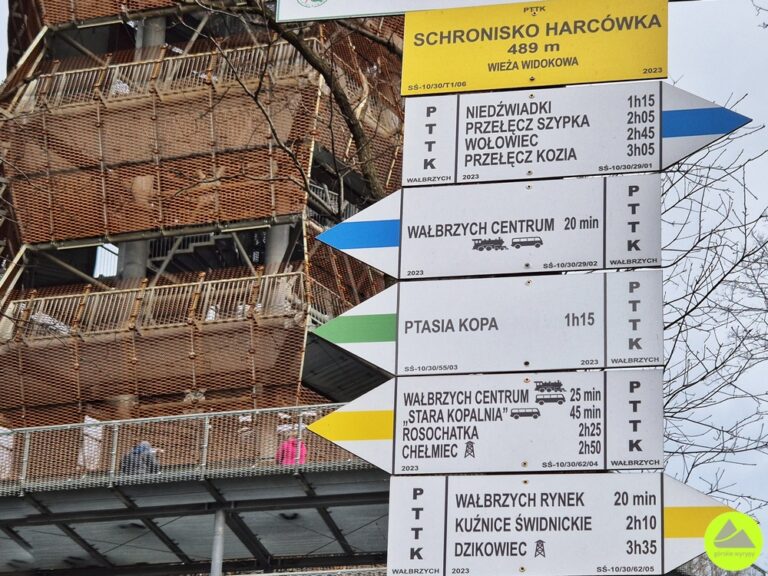 PTTK
SCHRONISKO HARCÓWKA
489 m
WIEŻA WIDOKOWA
SŚ-10/30/T1/06 2023
PTTK
WAŁBRZYCH
NIEDŹWIADKI 1h15
PRZEŁĘCZ SZYPKA 2h05
WOŁOWIEC 2h45
PRZEŁĘCZ KOZIA 3h05
2023 SŚ-10/30/29/01
WAŁBRZYCH CENTRUM 20 min
2023 SŚ-10/30/29/02
PTTK
WAŁBRZYCH
PTASIA KOPA 1h15
SŚ-10/30/55/03 2023
PTTK
WAŁBRZYCH
WAŁBRZYCH CENTRUM 25 min
„STARA KOPALNIA" 45 min
ROSOCHATKA 2h25
CHEŁMIEC 2h50
2023 SŚ-10/30/62/04
PTTK
WAŁBRZYCH
PTTK
WAŁBRZYCH
WAŁBRZYCH RYNEK 20 min
KUŹNICE ŚWIDNICKIE 2h10
DZIKOWIEC 3h35
2023 SŚ-10/30/62/05
górskie wyrypy